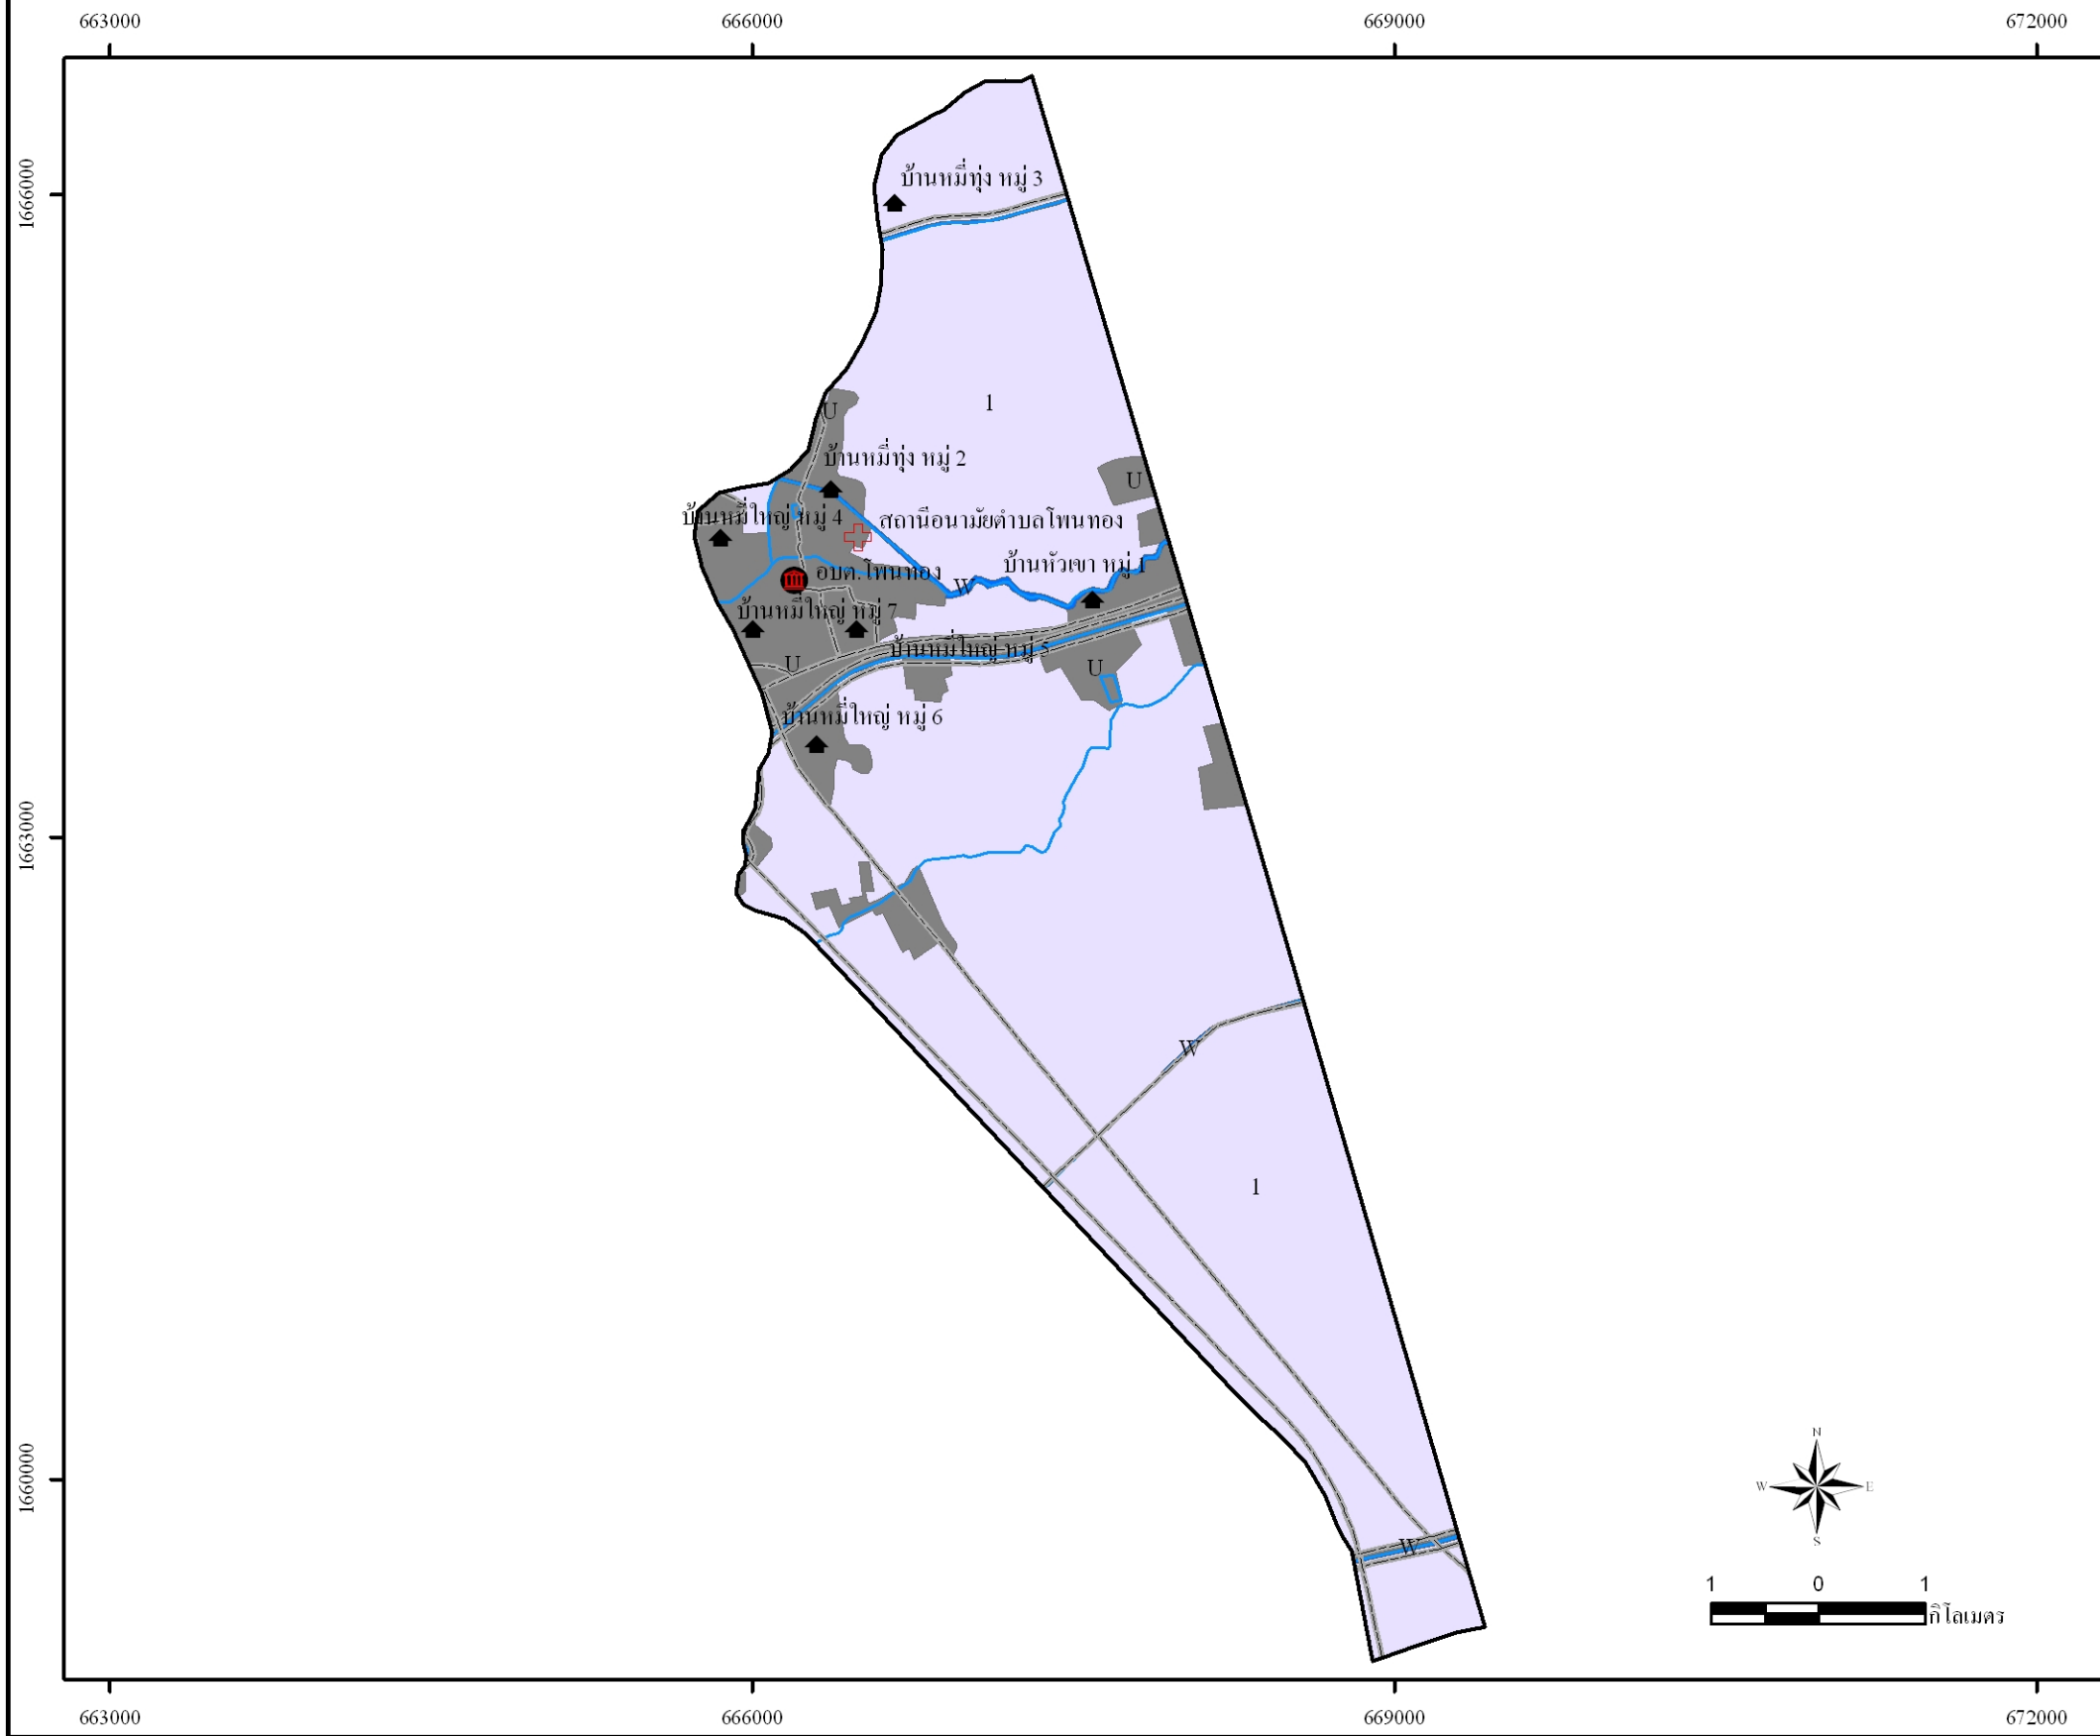 663000 666000 669000 672000
1666000
บ้านหมี่ทุ่ง หมู่ 3
1
U
บ้านหมี่ทุ่ง หมู่ 2
U
บ้านหมี่ใหญ่ หมู่ 4
สถานีอนามัยตำบลโพนทอง
บ้านหัวเขา หมู่ 1
อบต.โพนทอง
W
บ้านหมี่ใหญ่ หมู่ 7
บ้านหมี่ใหญ่ หมู่ 5
U
U
บ้านหมี่ใหญ่ หมู่ 6
1663000
W
1
N
W E
S
1660000
W
1 0 1
กิโลเมตร
663000 666000 669000 672000